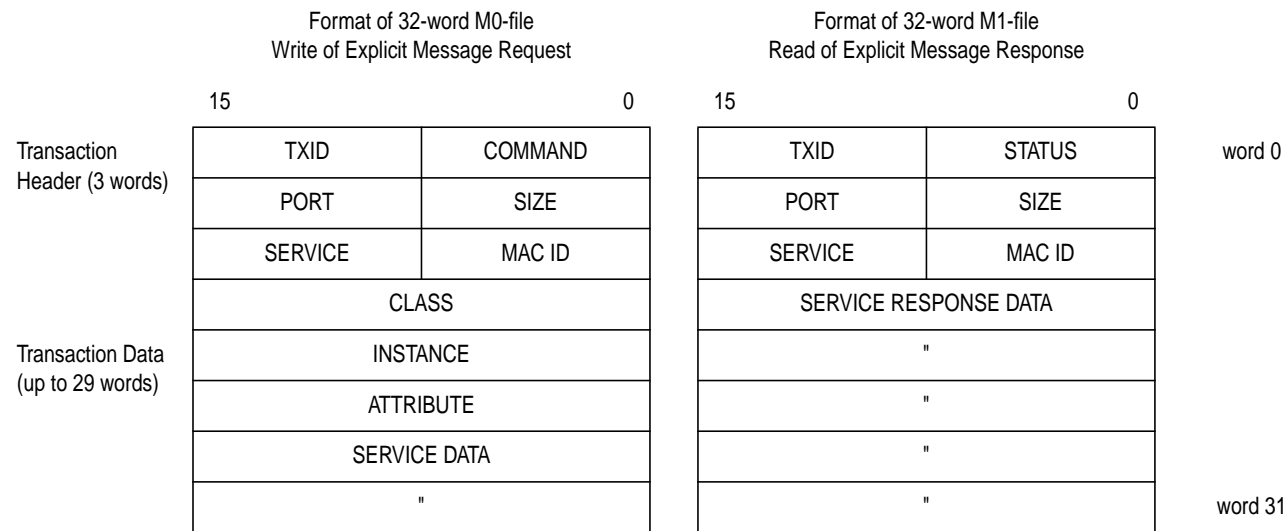 Format of 32-word M0-file
Write of Explicit Message Request
Format of 32-word M1-file
Read of Explicit Message Response
15 0 15 0
Transaction
Header (3 words)
TXID COMMAND TXID STATUS word 0
PORT SIZE PORT SIZE
SERVICE MAC ID SERVICE MAC ID
CLASS SERVICE RESPONSE DATA
Transaction Data
(up to 29 words)
INSTANCE "
ATTRIBUTE "
SERVICE DATA "
" " word 31